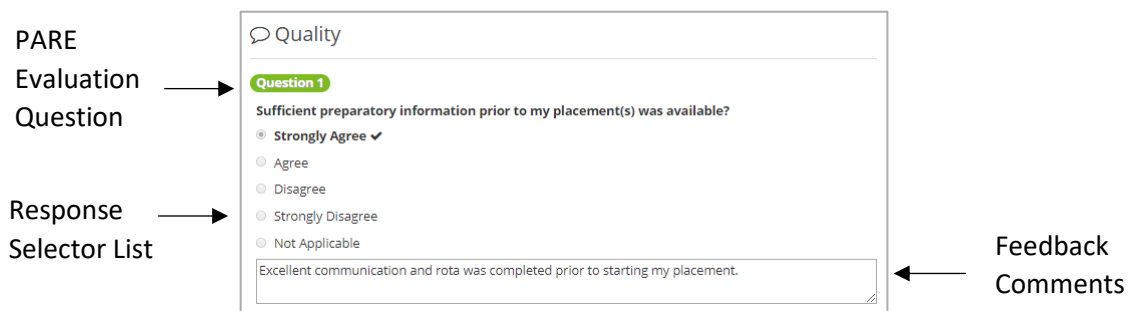 PARE
Evaluation
Question
Quality
Question 1
Sufficient preparatory information prior to my placement(s) was available?
Strongly Agree ✔
Agree
Disagree
Response
Selector List
Strongly Disagree
Not Applicable
Excellent communication and rota was completed prior to starting my placement.
Feedback
Comments